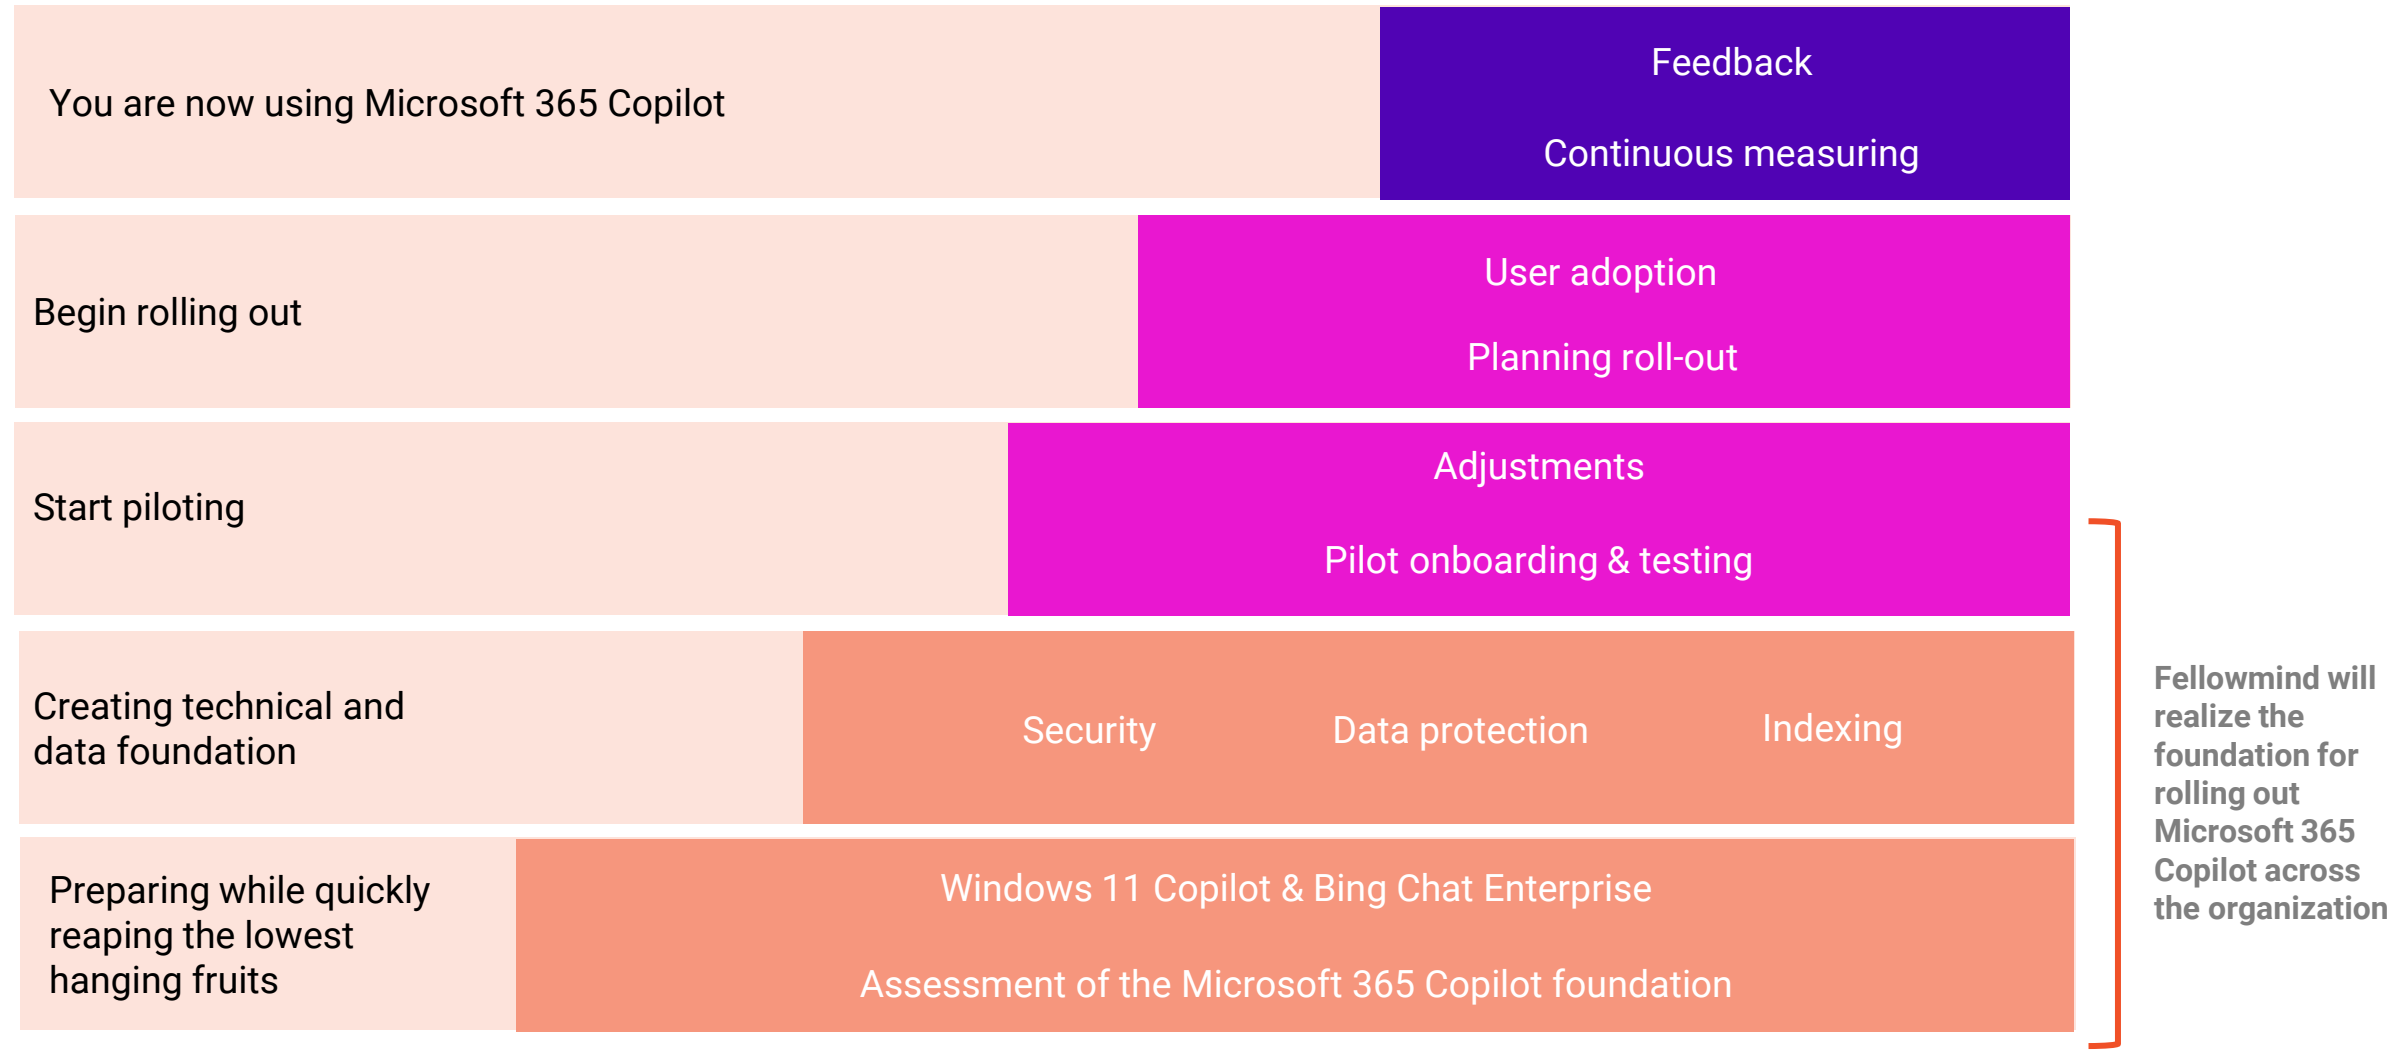 You are now using Microsoft 365 Copilot
Feedback
Continuous measuring
Begin rolling out
User adoption
Planning roll-out
Start piloting
Adjustments
Pilot onboarding & testing
Creating technical and
data foundation
Security
Data protection
Indexing
Preparing while quickly
reaping the lowest
hanging fruits
Windows 11 Copilot & Bing Chat Enterprise
Assessment of the Microsoft 365 Copilot foundation
Fellowmind will
realize the
foundation for
rolling out
Microsoft 365
Copilot across
the organization